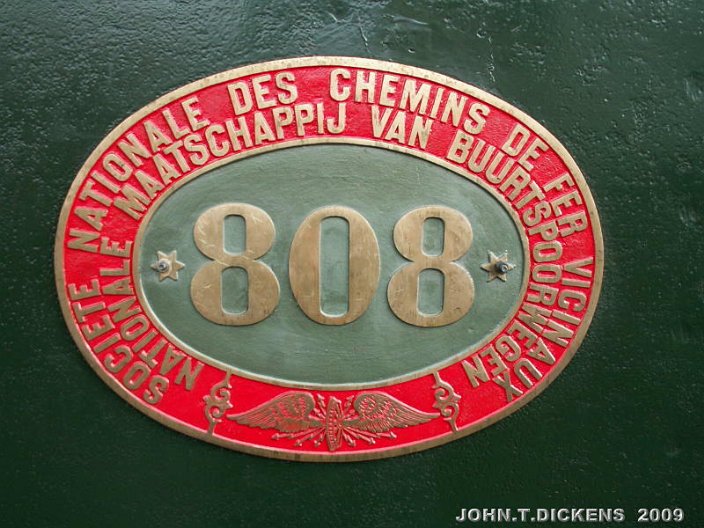 SOCIETE NATIONALE DES CHEMINS DE FER VICINAUX
NATIONALE MAATSCHAPPIJ VAN BUURTSPOORWEGEN
808
JOHN.T.DICKENS 2009